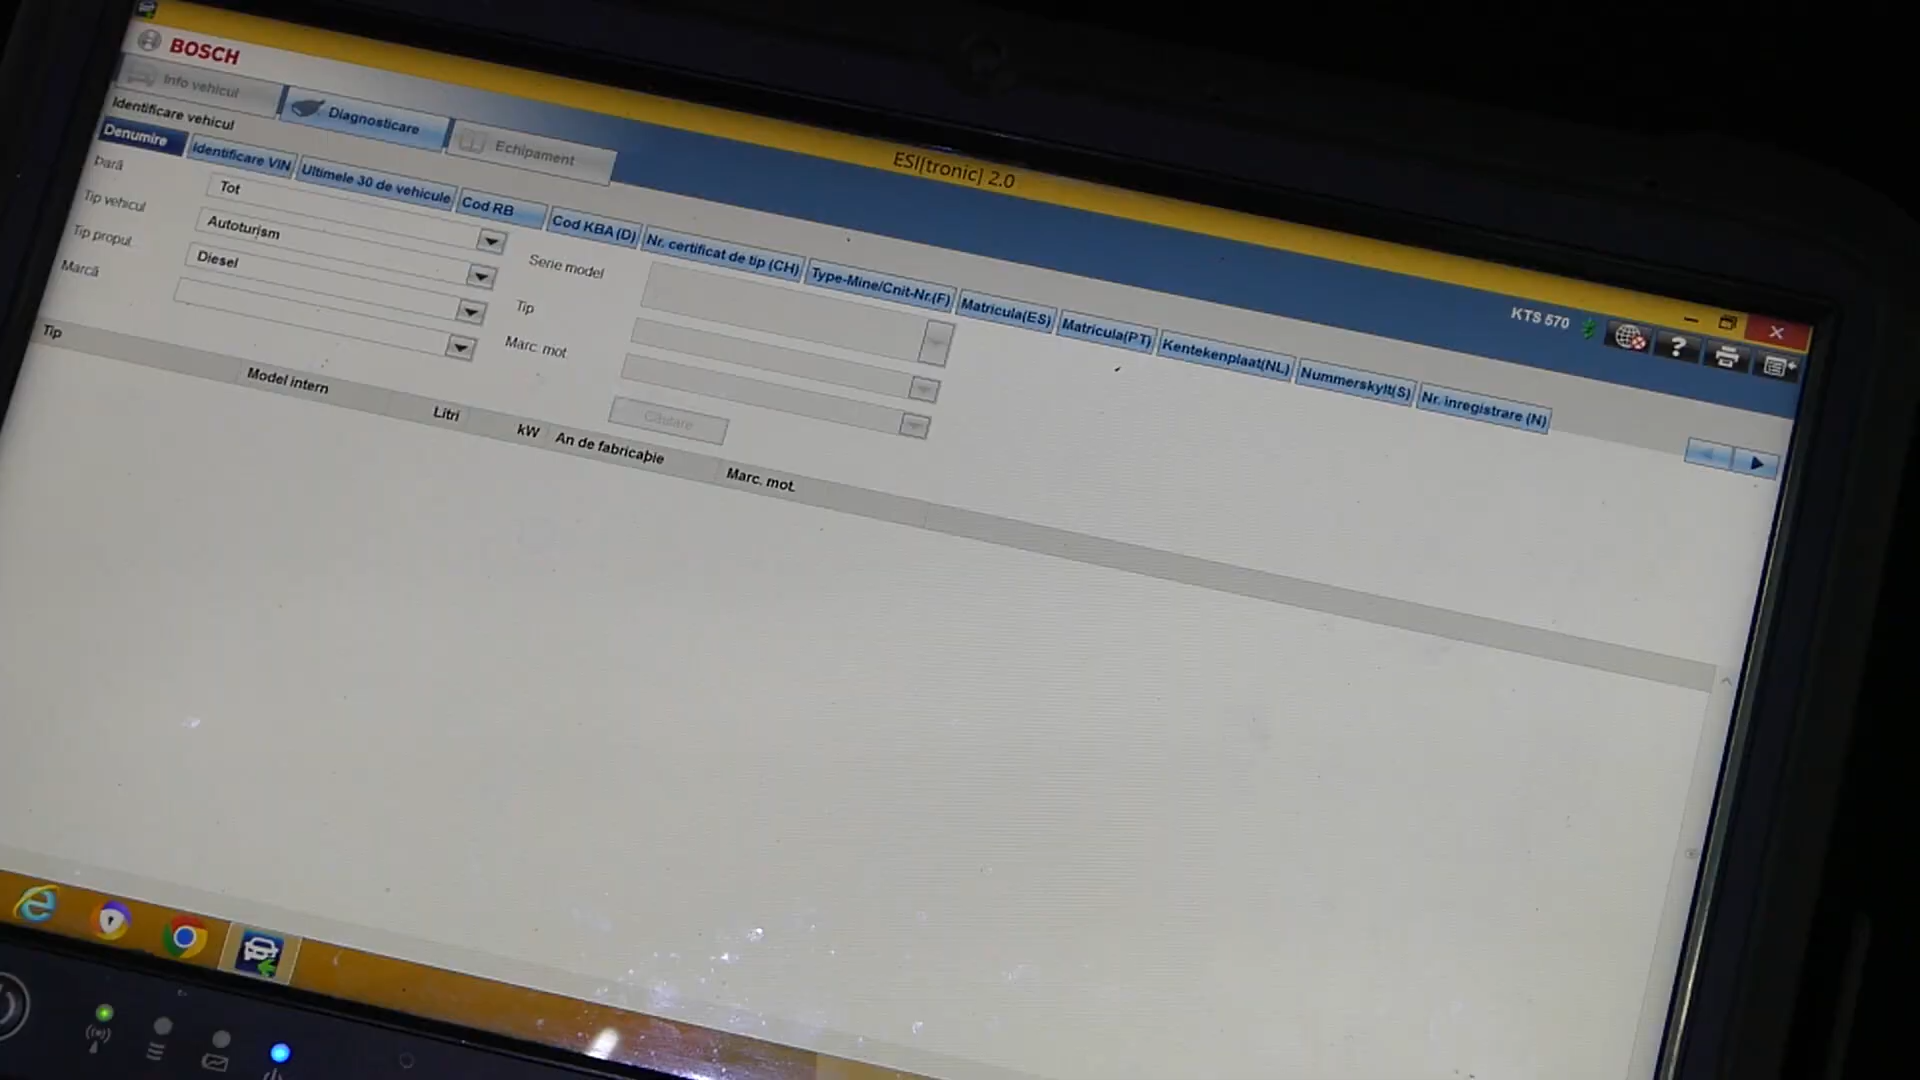 BOSCH
ESI[tronic] 2.0
KTS 570
Info vehicul
Diagnosticare
Echipament
Identificare vehicul
Denumire
Identificare VIN
Ultimele 30 de vehicule
Cod RB
Cod KBA (D)
Nr. certificat de tip (CH)
Type-Mine/Cnit-Nr.(F)
Matricula(ES)
Matricula(PT)
Kentekenplaat(NL)
Nummerskylt(S)
Nr. inregistrare (N)
bară
Tot
Tip vehicul
Autoturism
Tip propul.
Diesel
Marcă
Serie model
Tip
Marc. mot
Căutare
Tip
Model intern
Litri
kW
An de fabricaþie
Marc. mot.